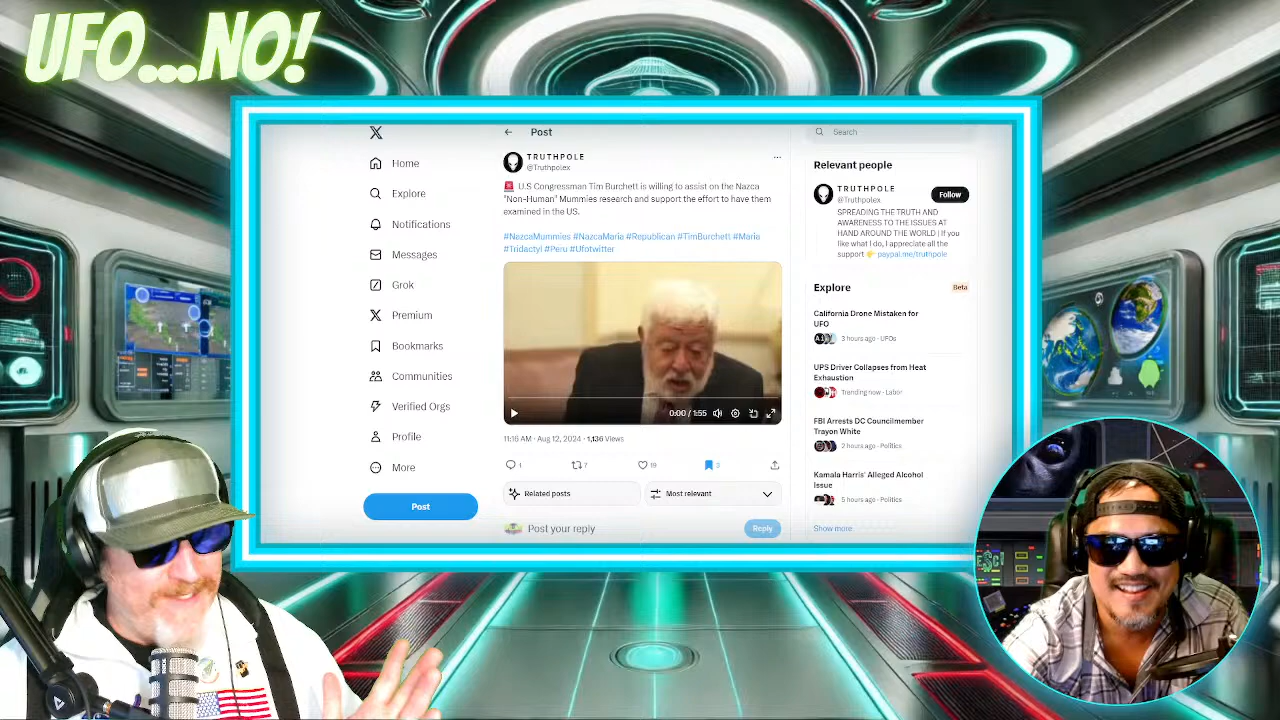 UFO...NO!
Home
Explore
Notifications
Messages
Grok
Premium
Bookmarks
Communities
Verified Orgs
Profile
More
Post
Post
TRUTHPOLE
@Truthpolex
U.S Congressman Tim Burchett is willing to assist on the Nazca
"Non-Human" Mummies research and support the effort to have them
examined in the US.
#NazcaMummies #NazcaMaria #Republican #TimBurchett #Maria
#Tridactyl #Peru #Ufotwitter
0:00 / 1:55
11:16 AM · Aug 12, 2024 · 1,136 Views
1
7
19
3
Related posts
Most relevant
Post your reply
Reply
Search
Relevant people
TRUTHPOLE
@Truthpolex
Follow
SPREADING THE TRUTH AND
AWARENESS TO THE ISSUES AT
HAND AROUND THE WORLD | If you
like what I do, I appreciate all the
support paypal.me/truthpole
Explore
Beta
California Drone Mistaken for
UFO
3 hours ago · UFOs
UPS Driver Collapses from Heat
Exhaustion
Trending now · Labor
FBI Arrests DC Councilmember
Trayon White
2 hours ago · Politics
Kamala Harris' Alleged Alcohol
Issue
5 hours ago · Politics
Show more